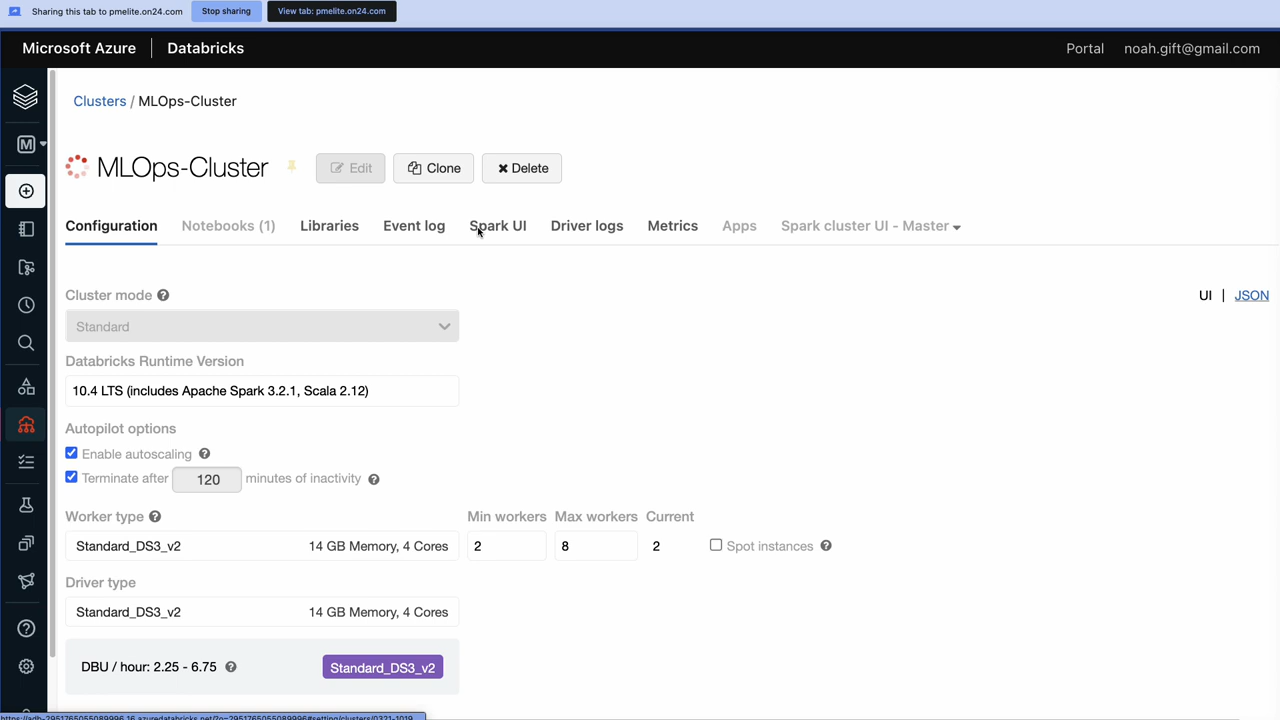 Sharing this tab to pmelite.on24.com Stop sharing View tab: pmelite.on24.com
Microsoft Azure Databricks Portal noah.gift@gmail.com
Clusters / MLOps-Cluster
M
MLOps-Cluster Edit Clone Delete
Configuration Notebooks (1) Libraries Event log Spark UI Driver logs Metrics Apps Spark cluster UI - Master
Cluster mode ? UI | JSON
Standard
Databricks Runtime Version
10.4 LTS (includes Apache Spark 3.2.1, Scala 2.12)
Autopilot options
Enable autoscaling ?
Terminate after 120 minutes of inactivity ?
Worker type ? Min workers Max workers Current
Standard_DS3_v2 14 GB Memory, 4 Cores 2 8 2 Spot instances ?
Driver type
Standard_DS3_v2 14 GB Memory, 4 Cores
DBU / hour: 2.25 - 6.75 ? Standard_DS3_v2